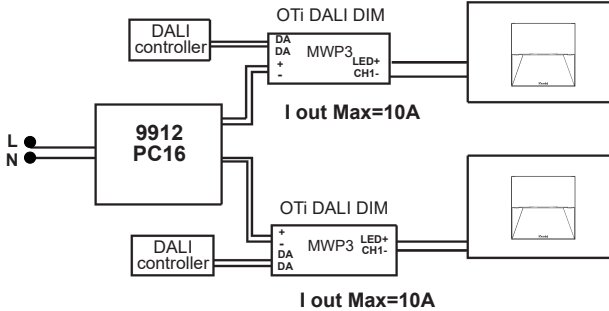 OTi DALI DIM
DALI
controller
DA
DA
+
-
MWP3
LED+
CH1-
I out Max=10A
L
N
9912
PC16
OTi DALI DIM
+
-
DA
DA
MWP3
LED+
CH1-
DALI
controller
I out Max=10A